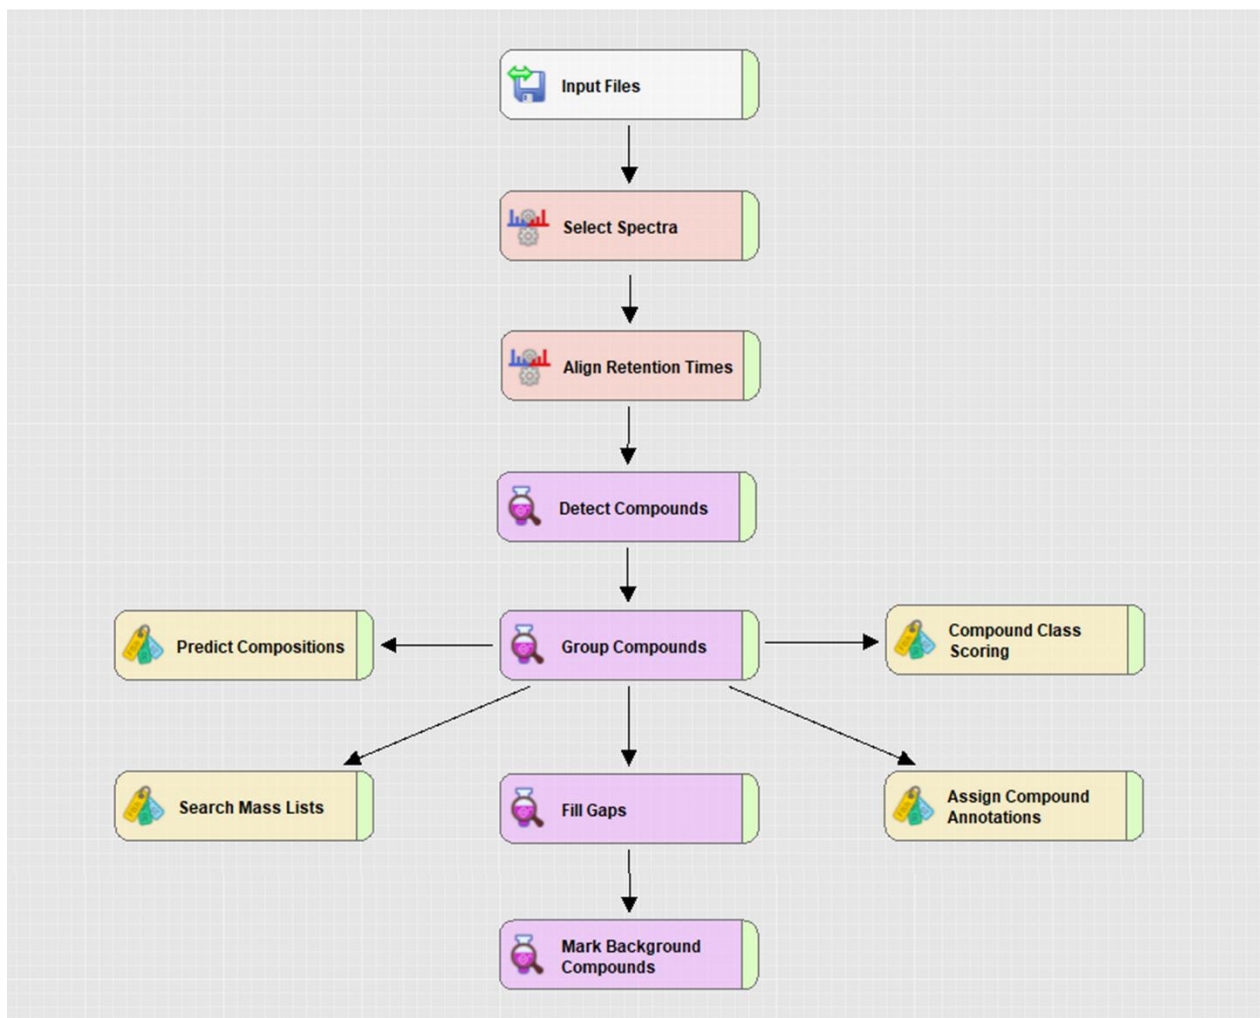 Input Files
Select Spectra
Align Retention Times
Detect Compounds
Predict Compositions
Group Compounds
Compound Class
Scoring
Search Mass Lists
Fill Gaps
Assign Compound
Annotations
Mark Background
Compounds